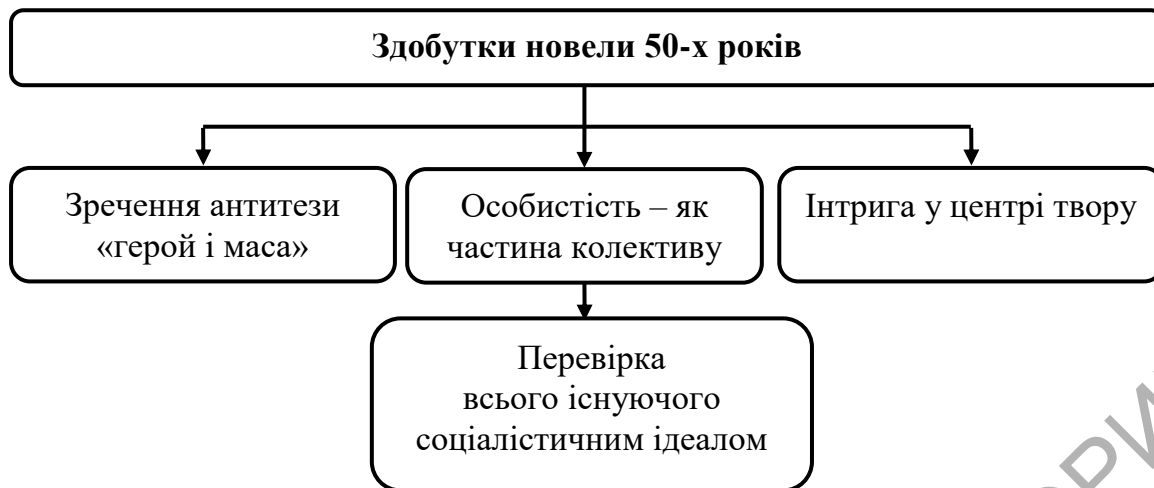 Здобутки новели 50-х років
Зречення антитези
«герой і маса»
Особистість – як
частина колективу
Інтрига у центрі твору
Перевірка
всього існуючого
соціалістичним ідеалом